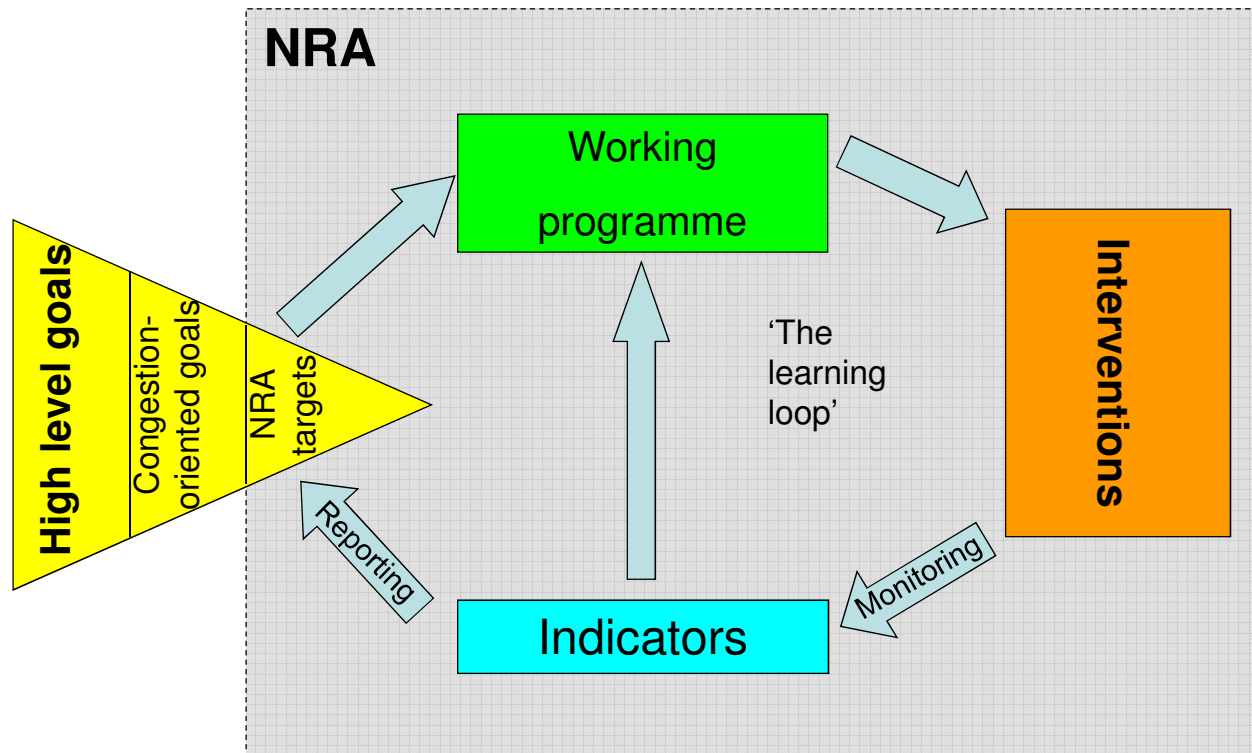 NRA
Working
programme
High level goals
Congestion-
oriented goals
NRA
targets
‘The
learning
loop’
Interventions
Reporting
Monitoring
Indicators